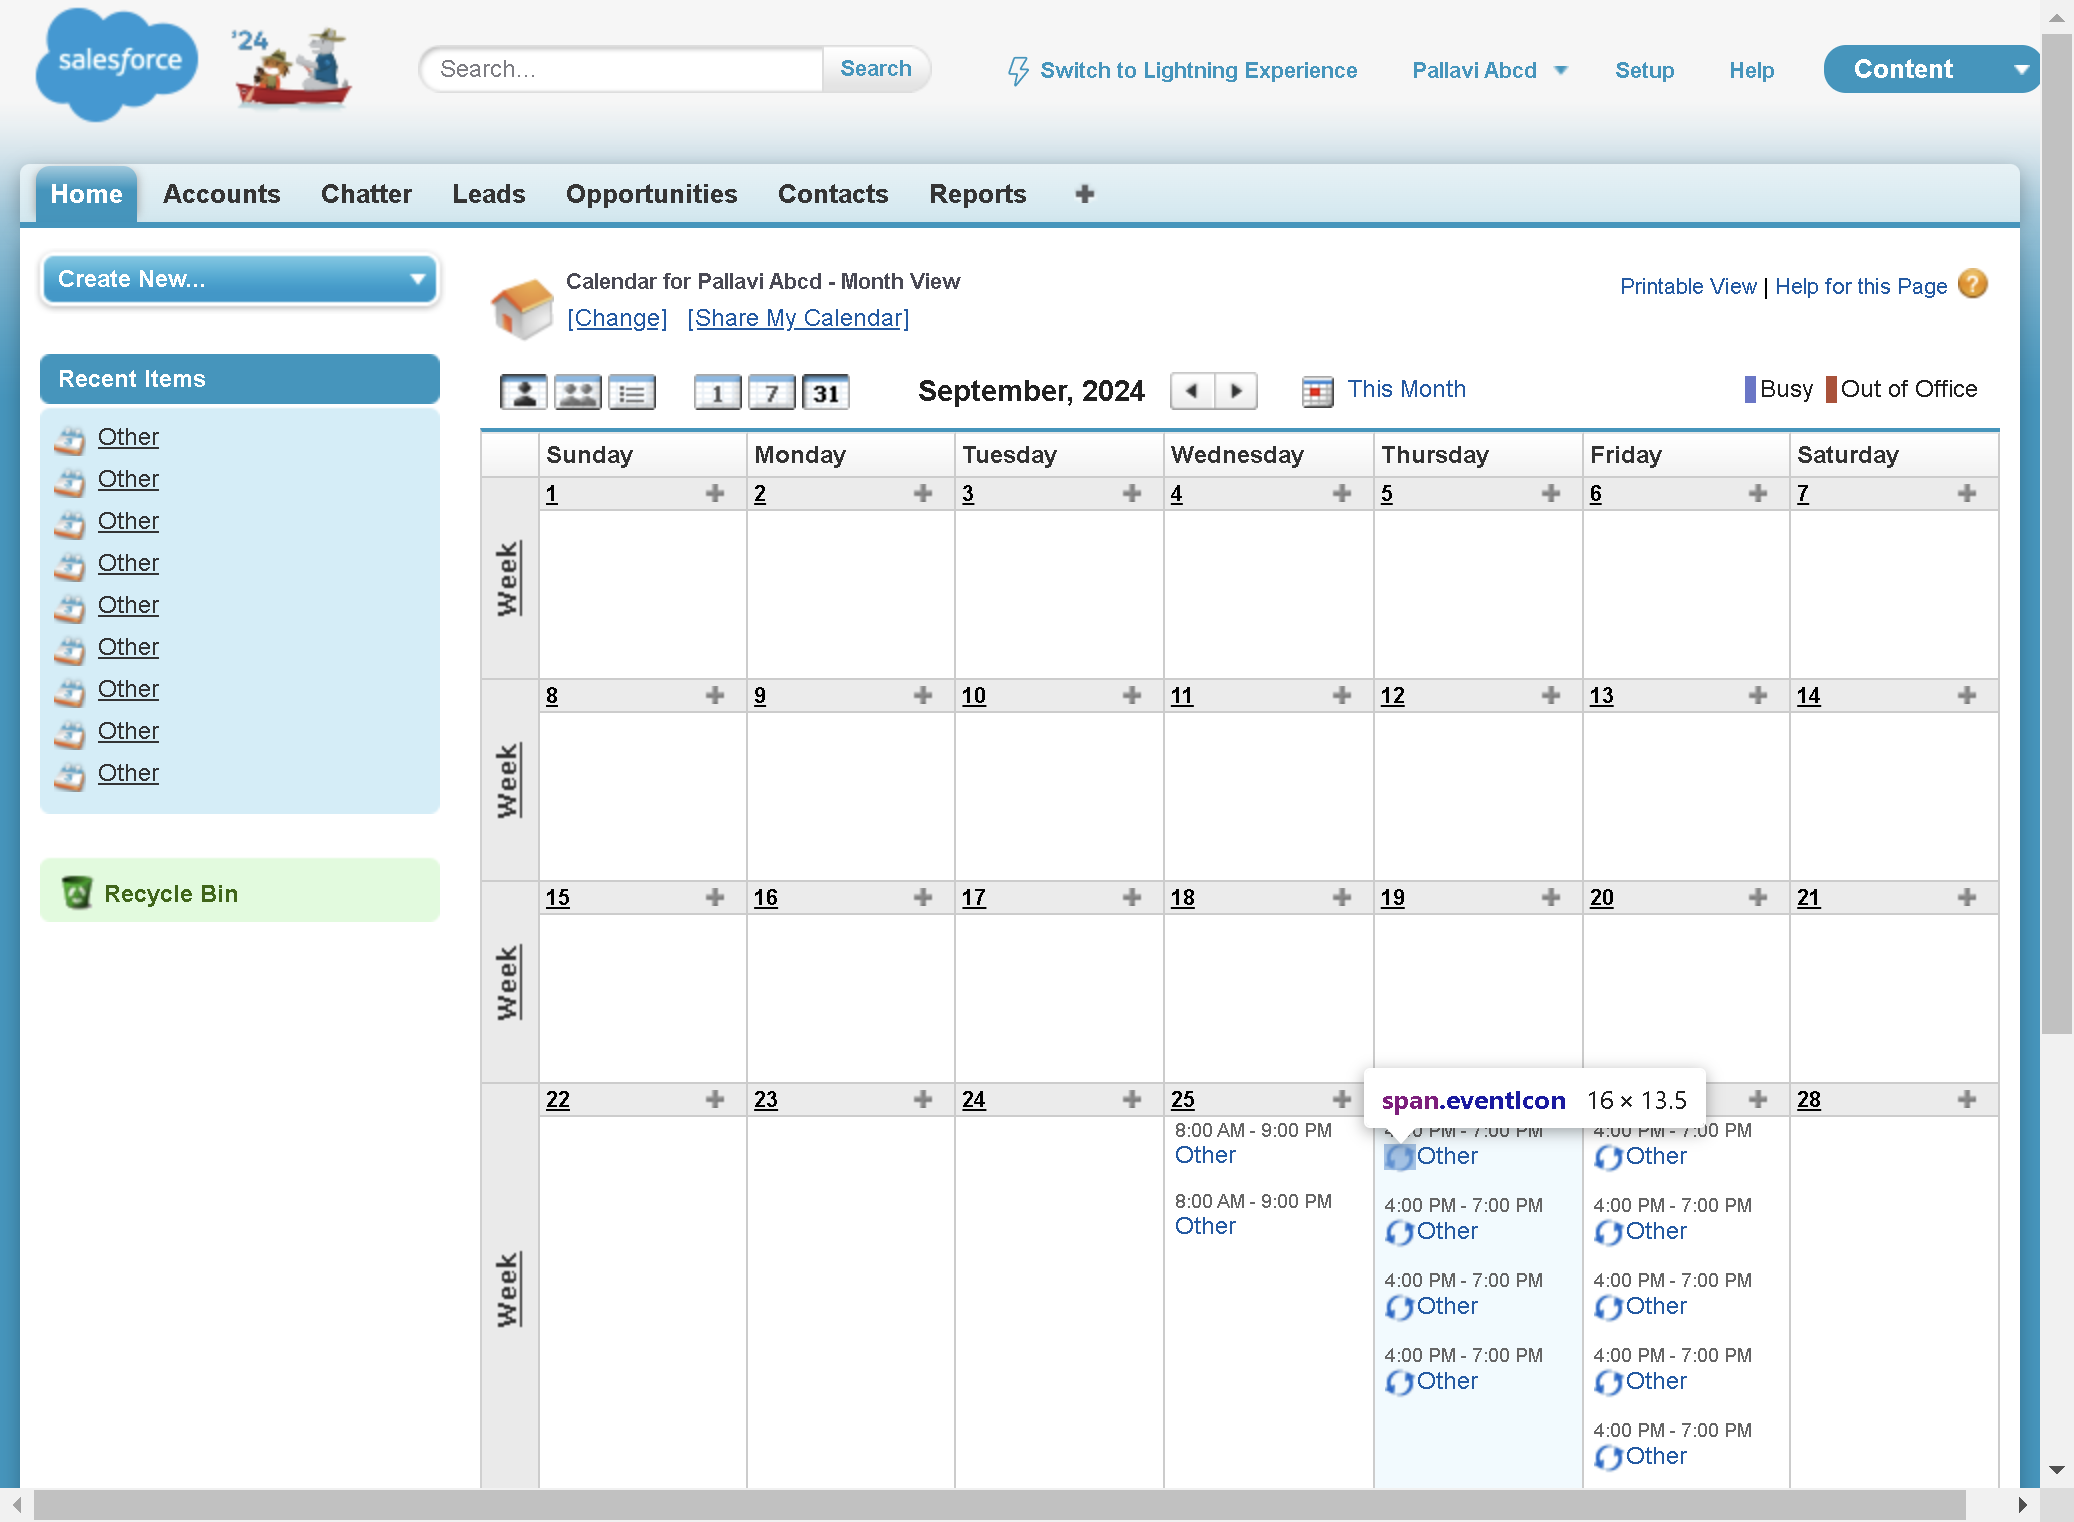 salesforce
'24
Search...
Search
Switch to Lightning Experience
Pallavi Abcd
Setup
Help
Content
Home
Accounts
Chatter
Leads
Opportunities
Contacts
Reports
Create New...
Recent Items
Other
Other
Other
Other
Other
Other
Other
Other
Other
Recycle Bin
Calendar for Pallavi Abcd - Month View
[Change] [Share My Calendar]
Printable View | Help for this Page ?
1
7
31
September, 2024
This Month
Busy
Out of Office
Sunday Monday Tuesday Wednesday Thursday Friday Saturday
Week
1 2 3 4 5 6 7
Week
8 9 10 11 12 13 14
Week
15 16 17 18 19 20 21
Week
22 23 24 25 28
span.eventIcon 16 × 13.5
8:00 AM - 9:00 PM
Other
8:00 AM - 9:00 PM
Other
4:00 PM - 7:00 PM
Other
4:00 PM - 7:00 PM
Other
4:00 PM - 7:00 PM
Other
4:00 PM - 7:00 PM
Other
4:00 PM - 7:00 PM
Other
4:00 PM - 7:00 PM
Other
4:00 PM - 7:00 PM
Other
4:00 PM - 7:00 PM
Other
4:00 PM - 7:00 PM
Other